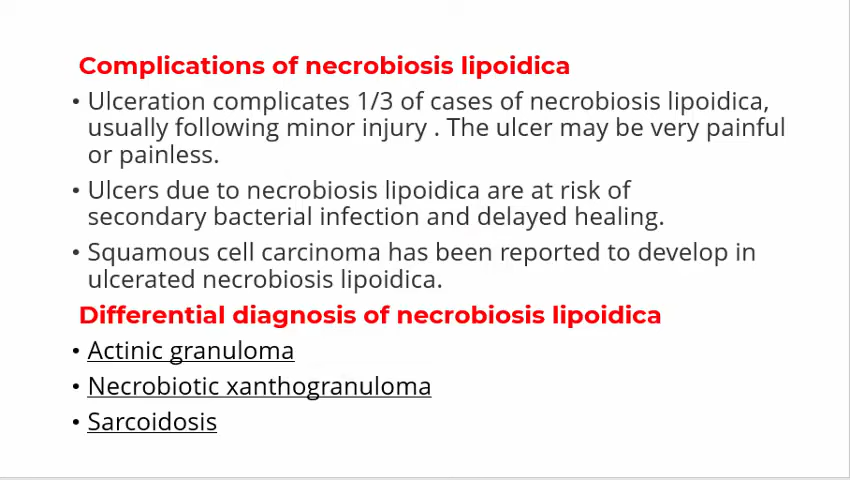 Complications of necrobiosis lipoidica
• Ulceration complicates 1/3 of cases of necrobiosis lipoidica,
usually following minor injury . The ulcer may be very painful
or painless.
• Ulcers due to necrobiosis lipoidica are at risk of
secondary bacterial infection and delayed healing.
• Squamous cell carcinoma has been reported to develop in
ulcerated necrobiosis lipoidica.
Differential diagnosis of necrobiosis lipoidica
• Actinic granuloma
• Necrobiotic xanthogranuloma
• Sarcoidosis